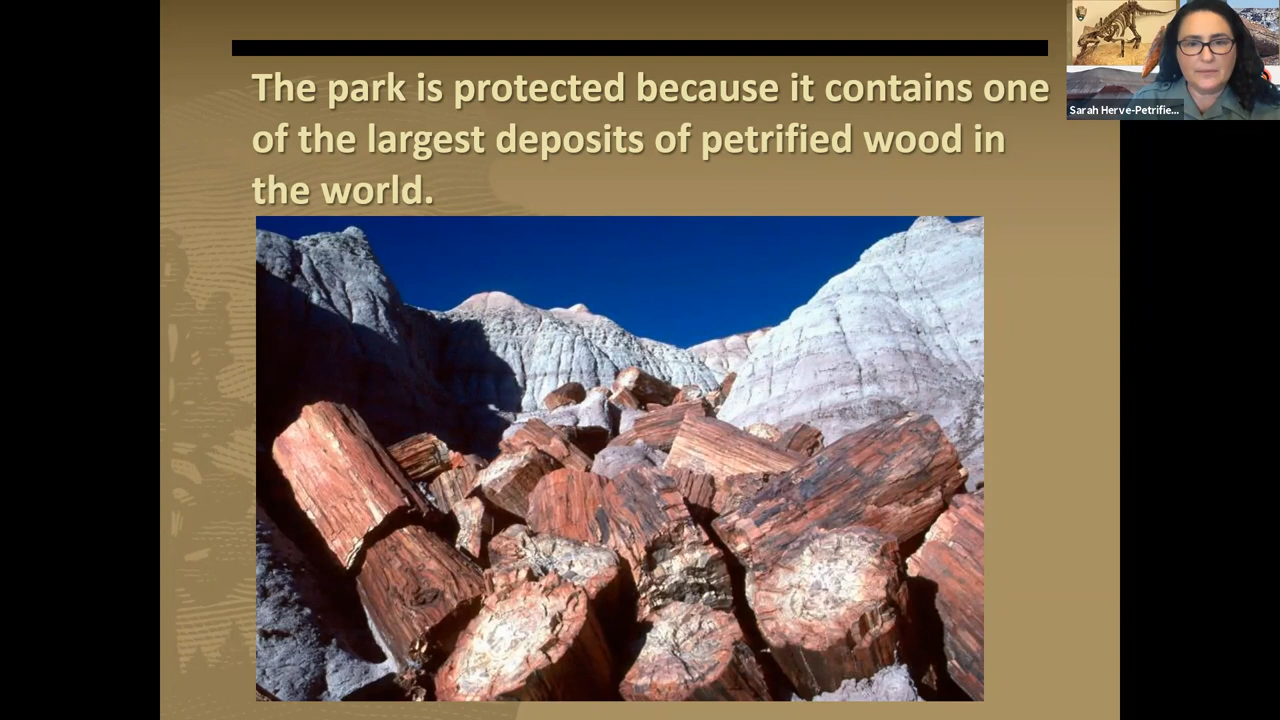 The park is protected because it contains one
of the largest deposits of petrified wood in
the world.
Sarah Herve-Petrifie...